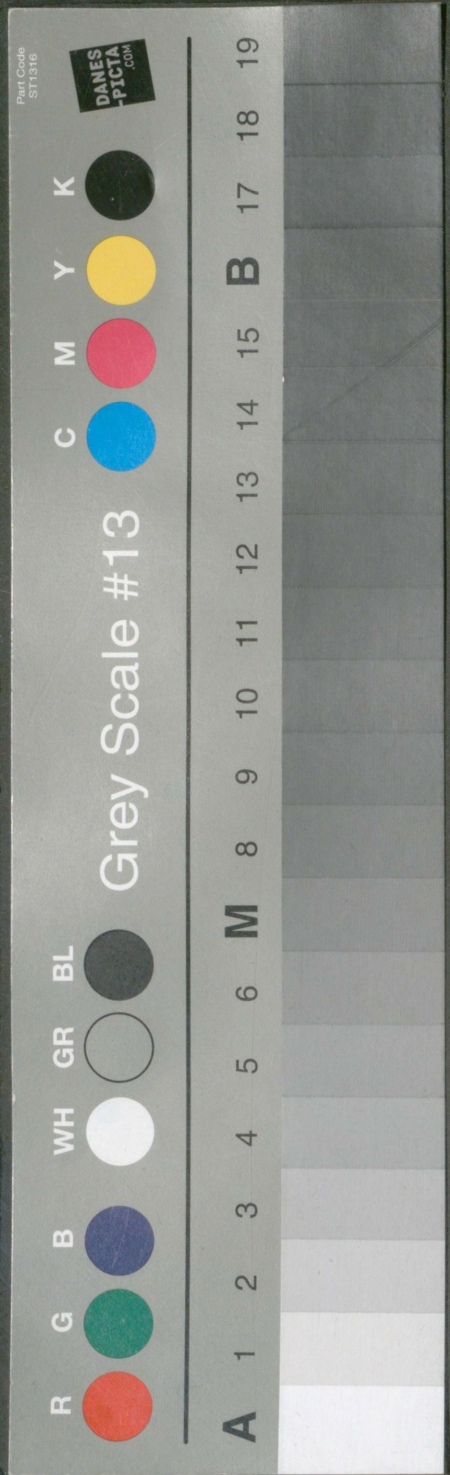 Part Code
ST1316
DANES
-PICTA
.COM
R G B WH GR BL Grey Scale #13 C M Y K
A 1 2 3 4 5 6 M 8 9 10 11 12 13 14 15 B 17 18 19